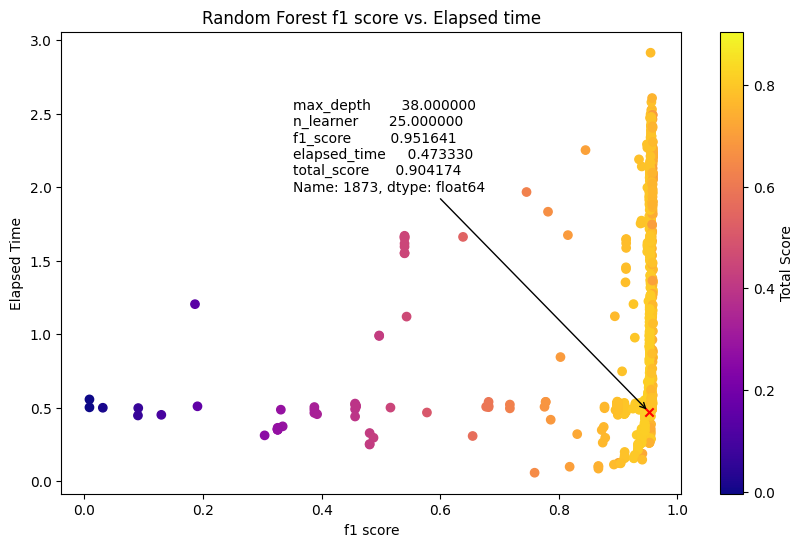 Random Forest f1 score vs. Elapsed time
3.0
2.5
2.0
1.5
1.0
0.5
0.0
Elapsed Time
max_depth 38.000000
n_learner 25.000000
f1_score 0.951641
elapsed_time 0.473330
total_score 0.904174
Name: 1873, dtype: float64
0.0 0.2 0.4 0.6 0.8 1.0
f1 score
0.8
0.6
0.4
0.2
0.0
Total Score